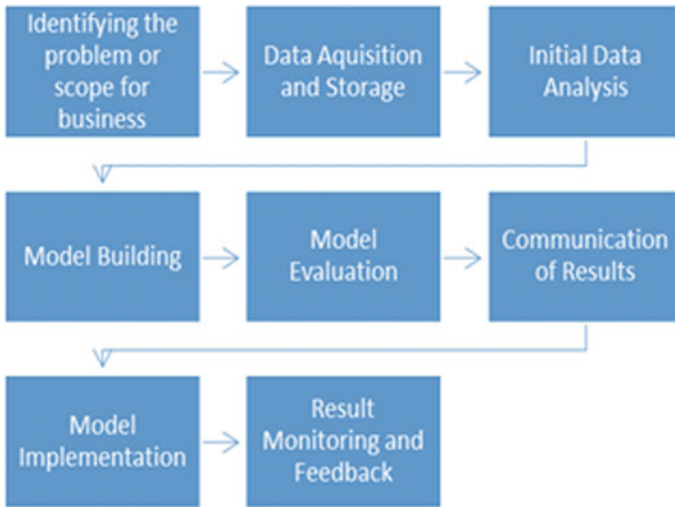 Identifying the
problem or
scope for
business
Data Aquisition
and Storage
Initial Data
Analysis
Model Building
Model
Evaluation
Communication
of Results
Model
Implementation
Result
Monitoring and
Feedback